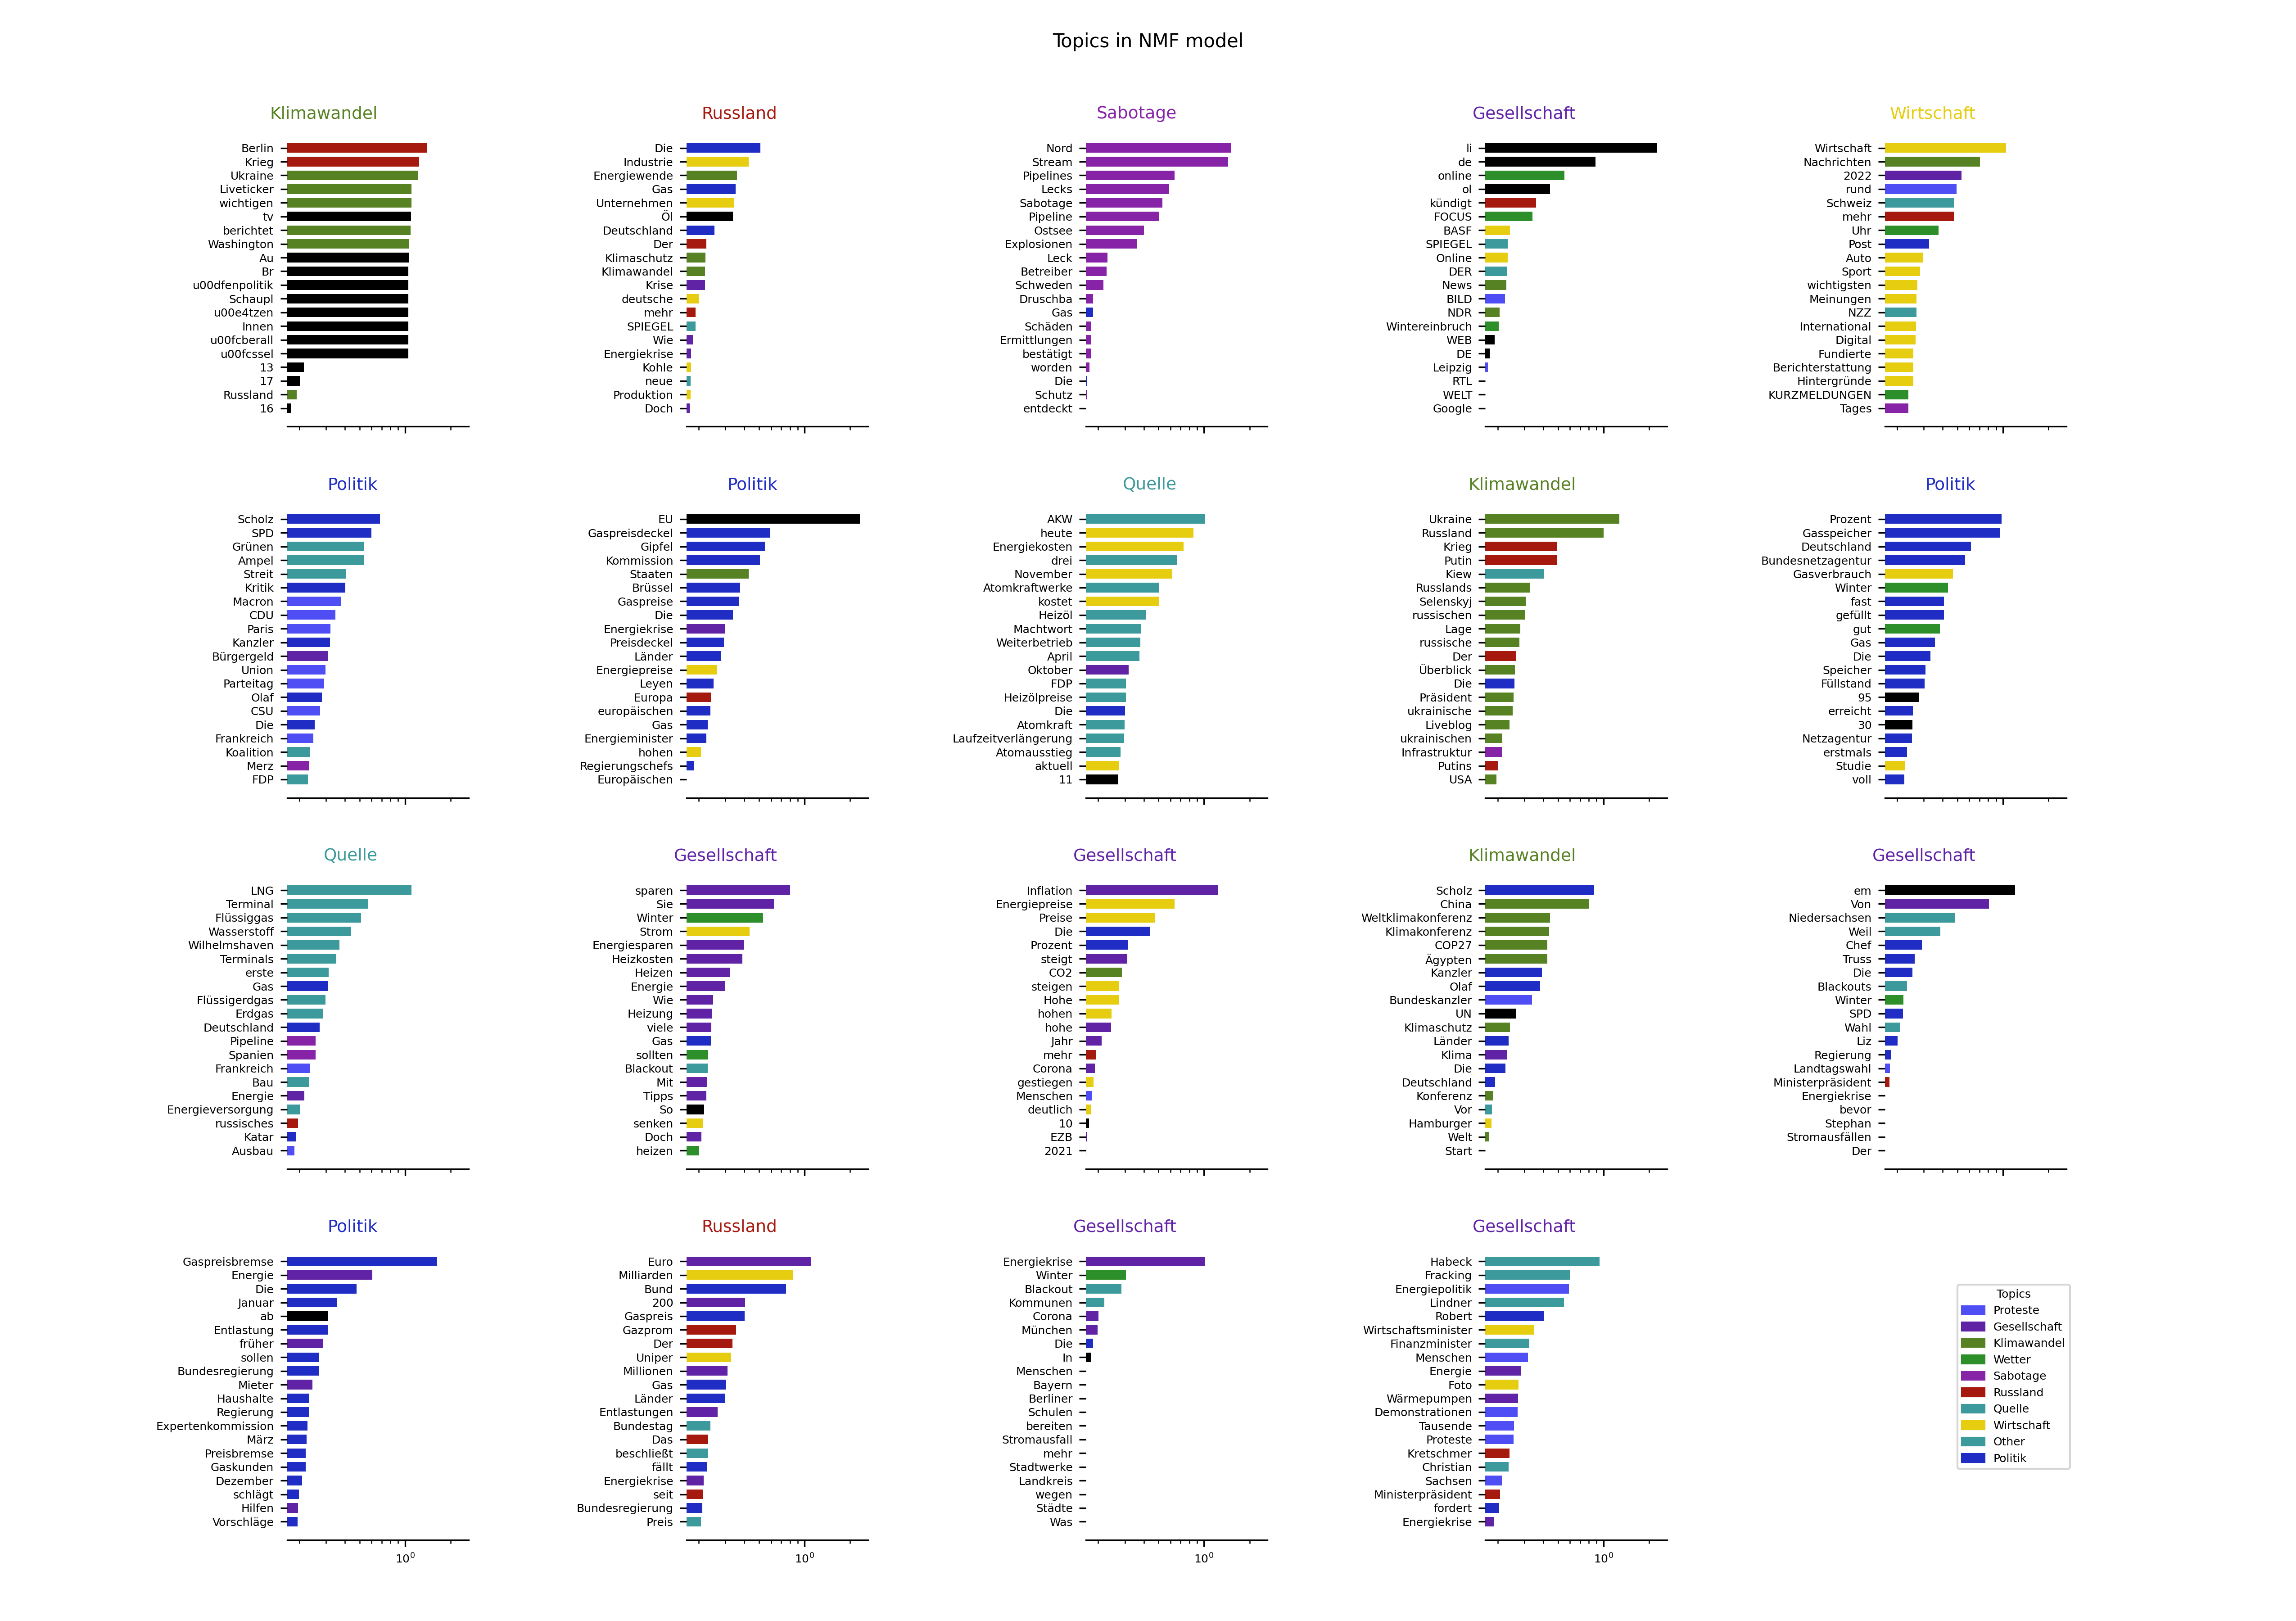 Topics in NMF model
Klimawandel
Berlin
Krieg
Ukraine
Liveticker
wichtigen
tv
berichtet
Washington
Au
Br
u00dfenpolitik
Schaupl
u00e4tzen
Innen
u00fcberall
u00fcssel
13
17
Russland
16
Russland
Die
Industrie
Energiewende
Gas
Unternehmen
Öl
Deutschland
Der
Klimaschutz
Klimawandel
Krise
deutsche
mehr
SPIEGEL
Wie
Energiekrise
Kohle
neue
Produktion
Doch
Sabotage
Nord
Stream
Pipelines
Lecks
Sabotage
Pipeline
Ostsee
Explosionen
Leck
Betreiber
Schweden
Druschba
Gas
Schäden
Ermittlungen
bestätigt
worden
Die
Schutz
entdeckt
Gesellschaft
li
de
online
ol
kündigt
FOCUS
BASF
SPIEGEL
Online
DER
News
BILD
NDR
Wintereinbruch
WEB
DE
Leipzig
RTL
WELT
Google
Wirtschaft
Wirtschaft
Nachrichten
2022
rund
Schweiz
mehr
Uhr
Post
Auto
Sport
wichtigsten
Meinungen
NZZ
International
Digital
Fundierte
Berichterstattung
Hintergründe
KURZMELDUNGEN
Tages
Politik
Scholz
SPD
Grünen
Ampel
Streit
Kritik
Macron
CDU
Paris
Kanzler
Bürgergeld
Union
Parteitag
Olaf
CSU
Die
Frankreich
Koalition
Merz
FDP
Politik
EU
Gaspreisdeckel
Gipfel
Kommission
Staaten
Brüssel
Gaspreise
Die
Energiekrise
Preisdeckel
Länder
Energiepreise
Leyen
Europa
europäischen
Gas
Energieminister
hohen
Regierungschefs
Europäischen
Quelle
AKW
heute
Energiekosten
drei
November
Atomkraftwerke
kostet
Heizöl
Machtwort
Weiterbetrieb
April
Oktober
FDP
Heizölpreise
Die
Atomkraft
Laufzeitverlängerung
Atomausstieg
aktuell
11
Klimawandel
Ukraine
Russland
Krieg
Putin
Kiew
Russlands
Selenskyj
russischen
Lage
russische
Der
Überblick
Die
Präsident
ukrainische
Liveblog
ukrainischen
Infrastruktur
Putins
USA
Politik
Prozent
Gasspeicher
Deutschland
Bundesnetzagentur
Gasverbrauch
Winter
fast
gefüllt
gut
Gas
Die
Speicher
Füllstand
95
erreicht
30
Netzagentur
erstmals
Studie
voll
Quelle
LNG
Terminal
Flüssiggas
Wasserstoff
Wilhelmshaven
Terminals
erste
Gas
Flüssigerdgas
Erdgas
Deutschland
Pipeline
Spanien
Frankreich
Bau
Energie
Energieversorgung
russisches
Katar
Ausbau
Gesellschaft
sparen
Sie
Winter
Strom
Energiesparen
Heizkosten
Heizen
Energie
Wie
Heizung
viele
Gas
sollten
Blackout
Mit
Tipps
So
senken
Doch
heizen
Gesellschaft
Inflation
Energiepreise
Preise
Die
Prozent
steigt
CO2
steigen
Hohe
hohen
hohe
Jahr
mehr
Corona
gestiegen
Menschen
deutlich
10
EZB
2021
Klimawandel
Scholz
China
Weltklimakonferenz
Klimakonferenz
COP27
Ägypten
Kanzler
Olaf
Bundeskanzler
UN
Klimaschutz
Länder
Klima
Die
Deutschland
Konferenz
Vor
Hamburger
Welt
Start
Gesellschaft
em
Von
Niedersachsen
Weil
Chef
Truss
Die
Blackouts
Winter
SPD
Wahl
Liz
Regierung
Landtagswahl
Ministerpräsident
Energiekrise
bevor
Stephan
Stromausfällen
Der
Politik
Gaspreisbremse
Energie
Die
Januar
ab
Entlastung
früher
sollen
Bundesregierung
Mieter
Haushalte
Regierung
Expertenkommission
März
Preisbremse
Gaskunden
Dezember
schlägt
Hilfen
Vorschläge
10⁰
Russland
Euro
Milliarden
Bund
200
Gaspreis
Gazprom
Der
Uniper
Millionen
Gas
Länder
Entlastungen
Bundestag
Das
beschließt
fällt
Energiekrise
seit
Bundesregierung
Preis
10⁰
Gesellschaft
Energiekrise
Winter
Blackout
Kommunen
Corona
München
Die
In
Menschen
Bayern
Berliner
Schulen
bereiten
Stromausfall
mehr
Stadtwerke
Landkreis
wegen
Städte
Was
10⁰
Gesellschaft
Habeck
Fracking
Energiepolitik
Lindner
Robert
Wirtschaftsminister
Finanzminister
Menschen
Energie
Foto
Wärmepumpen
Demonstrationen
Tausende
Proteste
Kretschmer
Christian
Sachsen
Ministerpräsident
fordert
Energiekrise
10⁰
Topics
Proteste
Gesellschaft
Klimawandel
Wetter
Sabotage
Russland
Quelle
Wirtschaft
Other
Politik